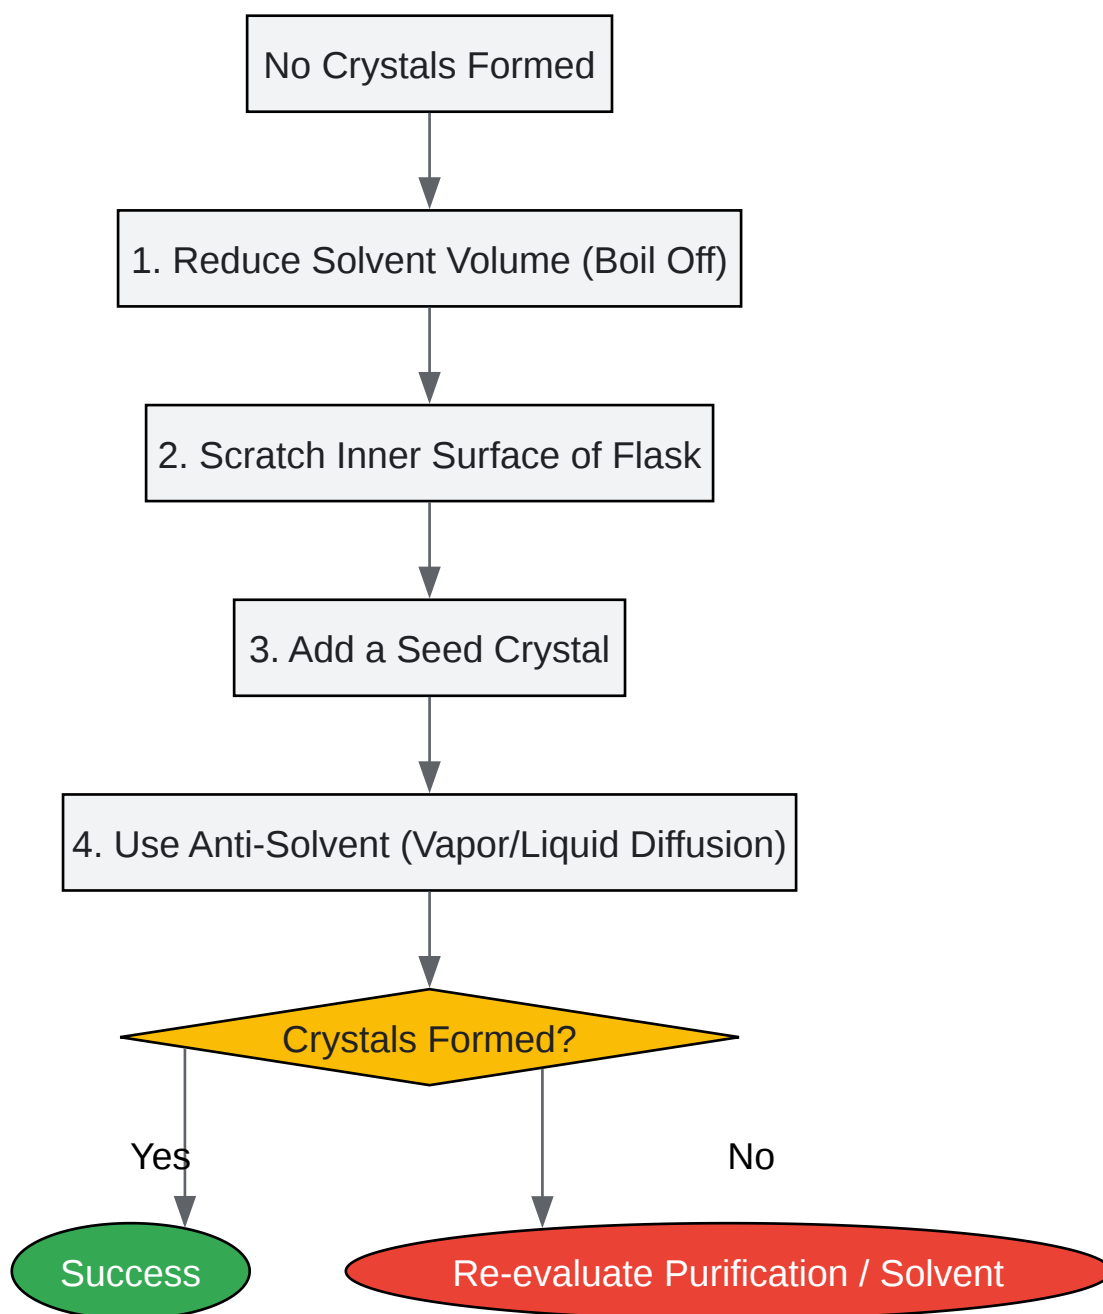 No Crystals Formed
1. Reduce Solvent Volume (Boil Off)
2. Scratch Inner Surface of Flask
3. Add a Seed Crystal
4. Use Anti-Solvent (Vapor/Liquid Diffusion)
Crystals Formed?
Yes
No
Success
Re-evaluate Purification / Solvent